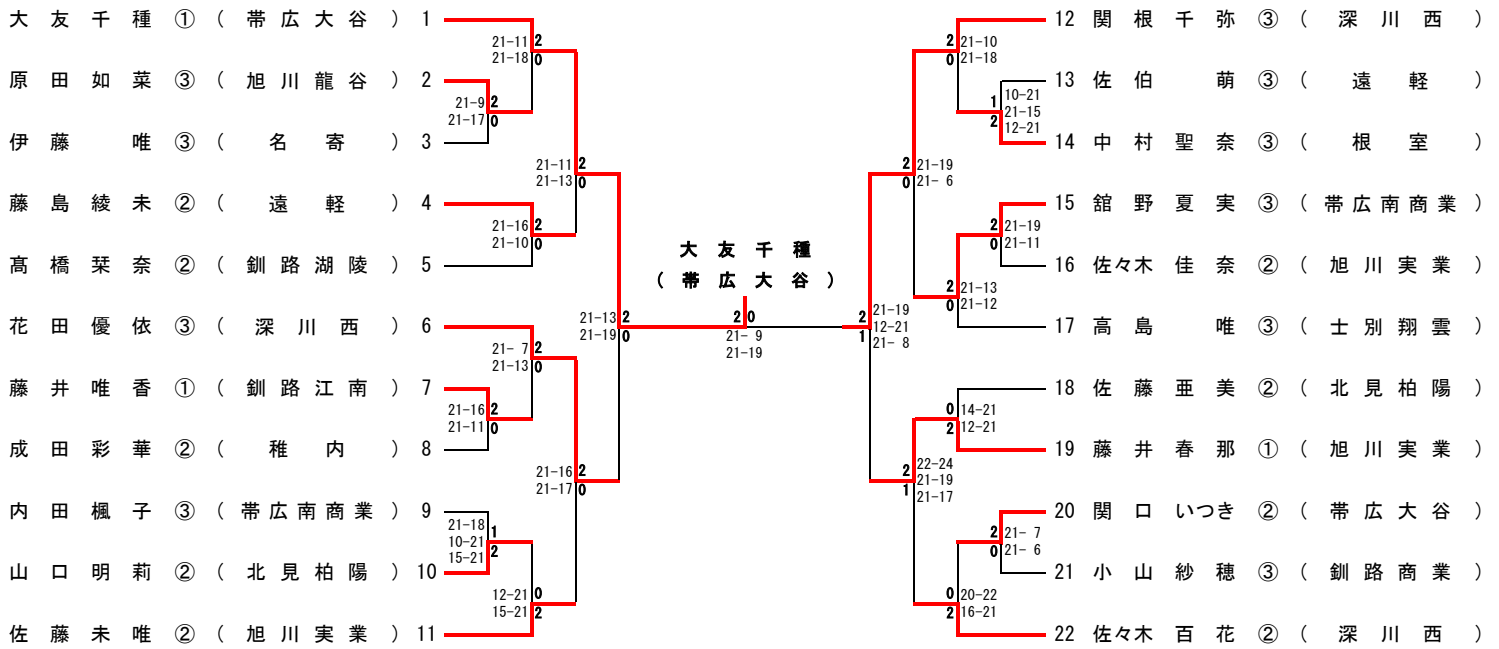 大友千種 ① ( 帯広大谷 ) 1
21-11 2
21-18 0
原田如菜 ③ ( 旭川龍谷 ) 2
21-9 2
21-17 0
伊藤 唯 ③ ( 名寄 ) 3
21-11 2
21-13 0
藤島綾未 ② ( 遠軽 ) 4
21-16 2
21-10 0
髙橋栞奈 ② ( 釧路湖陵 ) 5
21-13 2
21-19 0
花田優依 ③ ( 深川西 ) 6
21- 7 2
21-13 0
藤井唯香 ① ( 釧路江南 ) 7
21-16 2
21-11 0
成田彩華 ② ( 稚内 ) 8
21-16 2
21-17 0
内田楓子 ③ ( 帯広南商業 ) 9
21-18 1
10-21
15-21 2
山口明莉 ② ( 北見柏陽 ) 10
12-21 0
15-21 2
佐藤未唯 ② ( 旭川実業 ) 11
大友千種
( 帯広大谷 )
2 0
21- 9
21-19
12 関根千弥 ③ ( 深川西 )
2 21-10
0 21-18
13 佐伯 萌 ③ ( 遠軽 )
1 10-21
21-15
2 12-21
14 中村聖奈 ③ ( 根室 )
2 21-19
0 21- 6
15 舘野夏実 ③ ( 帯広南商業 )
2 21-19
0 21-11
16 佐々木佳奈 ② ( 旭川実業 )
2 21-13
0 21-12
17 高島 唯 ③ ( 士別翔雲 )
2 21-19
12-21
1 21- 8
18 佐藤亜美 ② ( 北見柏陽 )
0 14-21
2 12-21
19 藤井春那 ① ( 旭川実業 )
2 22-24
21-19
1 21-17
20 関口いつき ② ( 帯広大谷 )
2 21- 7
0 21- 6
21 小山紗穂 ③ ( 釧路商業 )
0 20-22
2 16-21
22 佐々木百花 ② ( 深川西 )